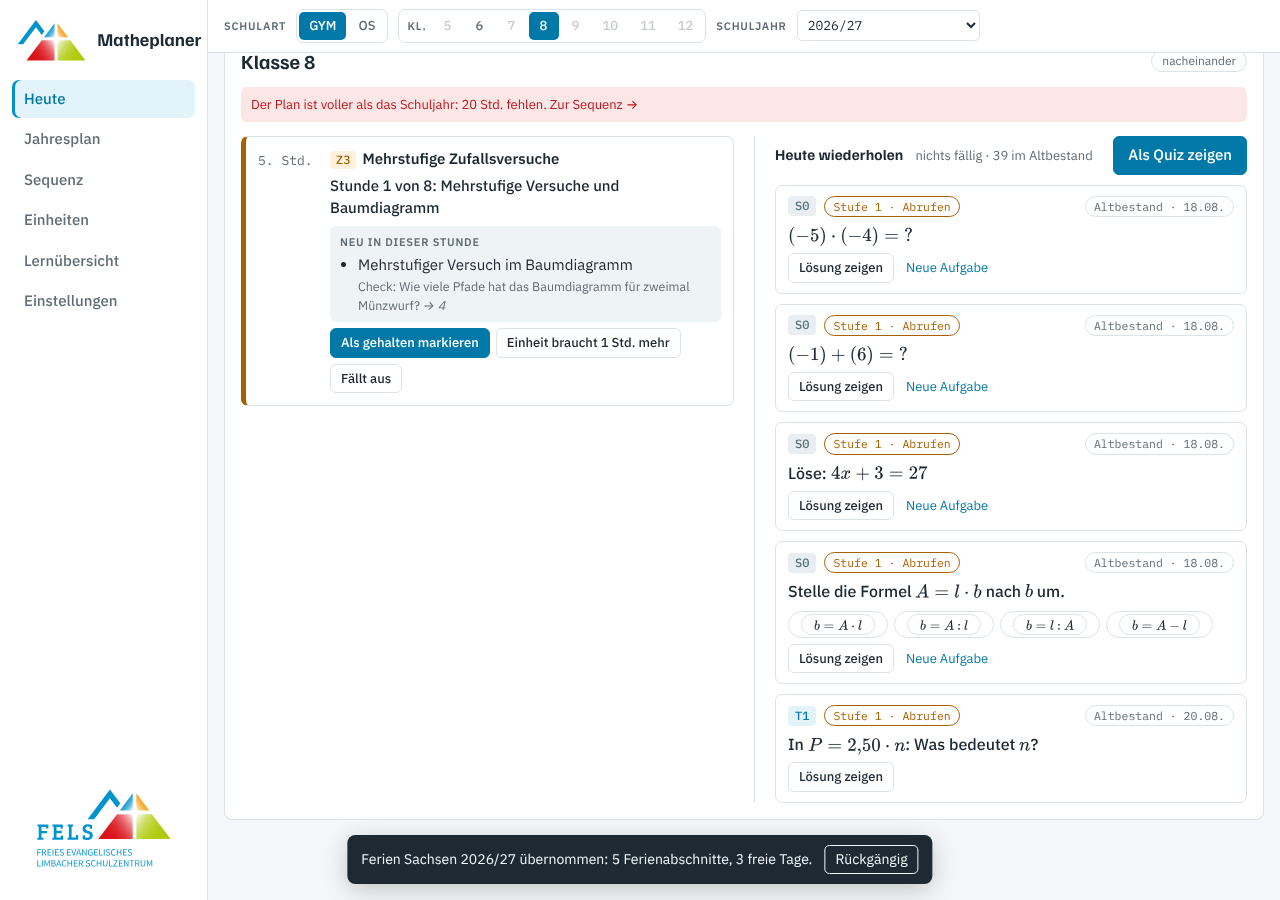 Matheplaner
SCHULART GYM OS KL. 5 6 7 8 9 10 11 12 SCHULJAHR 2026/27
Heute
Jahresplan
Sequenz
Einheiten
Lernübersicht
Einstellungen
FELS
FREIES EVANGELISCHES
LIMBACHER SCHULZENTRUM
Klasse 8
nacheinander
Der Plan ist voller als das Schuljahr: 20 Std. fehlen. Zur Sequenz →
5. Std. Z3 Mehrstufige Zufallsversuche
Stunde 1 von 8: Mehrstufige Versuche und
Baumdiagramm
NEU IN DIESER STUNDE
• Mehrstufiger Versuch im Baumdiagramm
Check: Wie viele Pfade hat das Baumdiagramm für zweimal
Münzwurf? → 4
Als gehalten markieren Einheit braucht 1 Std. mehr
Fällt aus
Heute wiederholen nichts fällig · 39 im Altbestand Als Quiz zeigen
S0 Stufe 1 · Abrufen Altbestand · 18.08.
(−5) · (−4) = ?
Lösung zeigen Neue Aufgabe
S0 Stufe 1 · Abrufen Altbestand · 18.08.
(−1) + (6) = ?
Lösung zeigen Neue Aufgabe
S0 Stufe 1 · Abrufen Altbestand · 18.08.
Löse: 4x + 3 = 27
Lösung zeigen Neue Aufgabe
S0 Stufe 1 · Abrufen Altbestand · 18.08.
Stelle die Formel A = l · b nach b um.
b = A · l b = A : l b = l : A b = A − l
Lösung zeigen Neue Aufgabe
T1 Stufe 1 · Abrufen Altbestand · 20.08.
In P = 2,50 · n: Was bedeutet n?
Lösung zeigen
Ferien Sachsen 2026/27 übernommen: 5 Ferienabschnitte, 3 freie Tage. Rückgängig